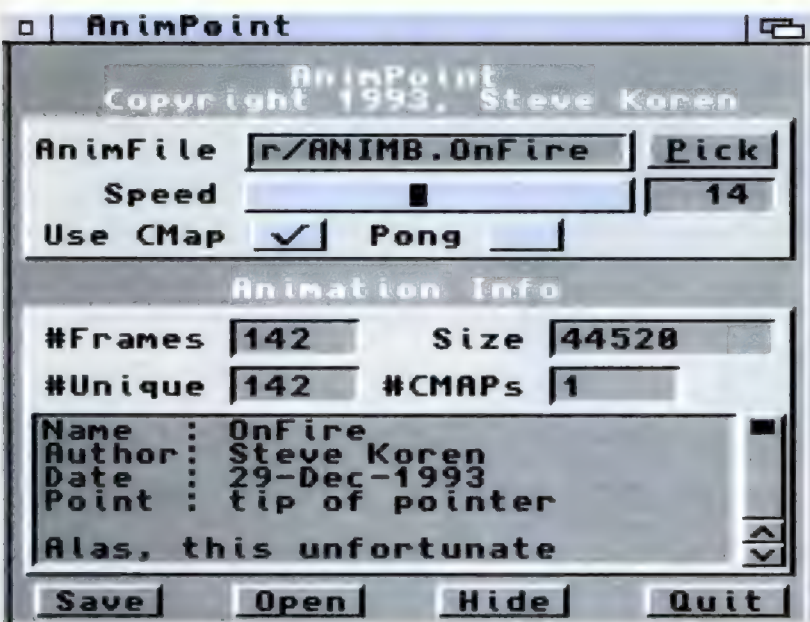 AnimPoint
AnimPoint
Copyright 1993, Steve Koren
AnimFile r/ANIMB.OnFire Pick
Speed 14
Use CMap Pong
Animation Info
#Frames 142 Size 44520
#Unique 142 #CMAPs 1
Name : OnFire
Author: Steve Koren
Date : 29-Dec-1993
Point : tip of pointer
Alas, this unfortunate
Save Open Hide Quit